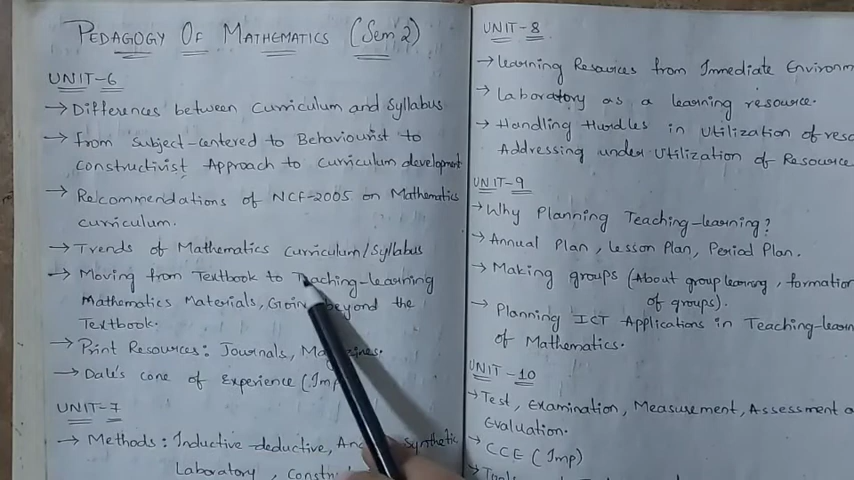 PEDAGOGY OF MATHEMATICS (Sem 2)
UNIT-6
→ Differences between Curriculum and Syllabus
→ From Subject-centered to Behaviourist to
Constructivist Approach to Curriculum development
→ Recommendations of NCF-2005 on Mathematics
Curriculum.
→ Trends of Mathematics Curriculum/Syllabus
→ Moving from Textbook to Teaching-learning
Mathematics Materials, Going beyond the
Textbook.
→ Print Resources: Journals, Magazines.
→ Dale's cone of Experience (Imp
UNIT-7
→ Methods: Inductive-deductive, synthetic
Laboratory,
UNIT-8
→ Learning Resources from Immediate
→ Laboratory as a learning resource.
→ Handling Hurdles in Utilization of
Addressing under Utilization of Resource
UNIT-9
→ Why Planning Teaching-learning?
→ Annual Plan, Lesson Plan, Period Plan.
→ Making groups (About group learning, formation
of groups).
→ Planning ICT Applications in Teaching-
of Mathematics.
UNIT-10
→ Test, Examination, Measurement, Assessment
Evaluation.
→ CCE (Imp)
→ Tools